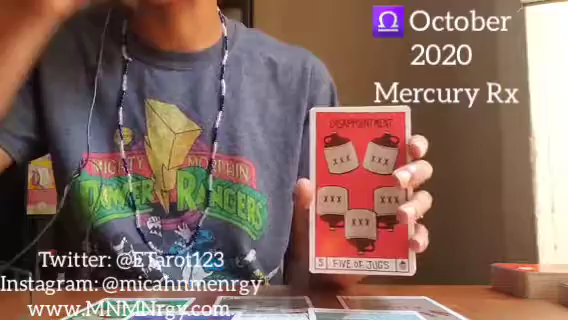 ♎ October
2020
Mercury Rx
DISAPPOINTMENT
XXX
XXX
XXX
XXX
XXX
5 FIVE OF JUGS
MIGHTY MORPHIN
POWER RANGERS
Twitter: @ETarot123
Instagram: @micahnmenrgy
www.MNMNrgy.com